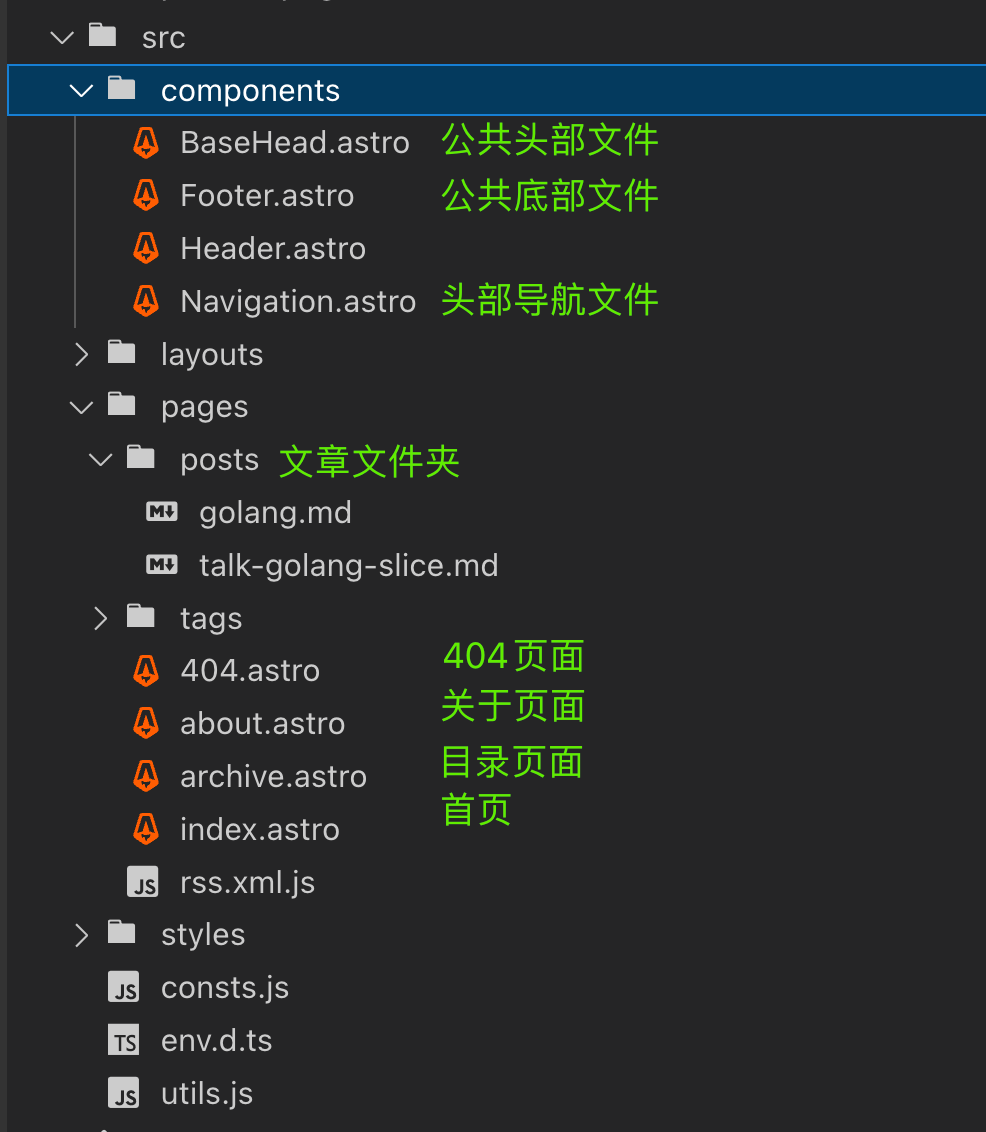 src
components
BaseHead.astro 公共头部文件
Footer.astro 公共底部文件
Header.astro
Navigation.astro 头部导航文件
layouts
pages
posts 文章文件夹
M↓ golang.md
M↓ talk-golang-slice.md
tags
404.astro 404页面
about.astro 关于页面
archive.astro 目录页面
index.astro 首页
JS rss.xml.js
styles
JS consts.js
TS env.d.ts
JS utils.js